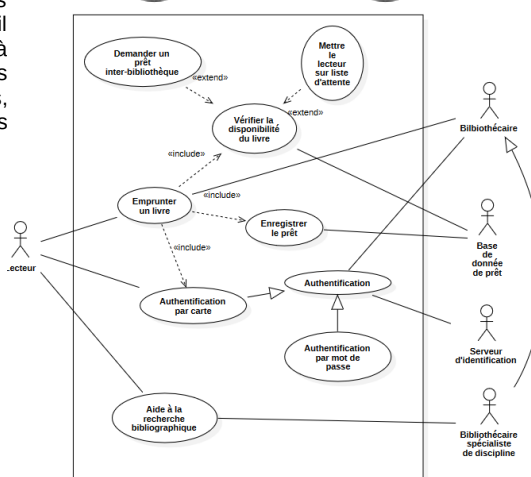 il
à
s
,
s
Demander un
prêt
inter-bibliothèque
Mettre
le
lecteur
sur liste
d'attente
«extend»
«extend»
Vérifier la
disponibilité
du livre
Bilbiothécaire
«include»
Emprunter
un livre
«include»
Enregistrer
le prêt
Base
de
donnée
de prêt
.ecteur
«include»
Authentification
Authentification
par carte
Serveur
d'identification
Authentification
par mot de
passe
Aide à la
recherche
bibliographique
Bibliothécaire
spécialiste
de discipline